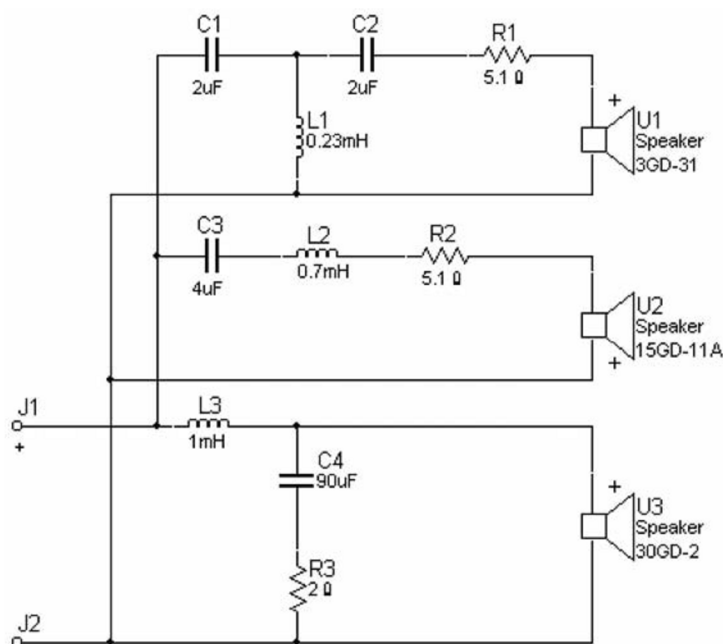 C1
2uF
C2
2uF
R1
5.1 Ω
L1
0.23mH
+
U1
Speaker
3GD-31
C3
4uF
L2
0.7mH
R2
5.1 Ω
U2
Speaker
15GD-11A
+
J1
+
L3
1mH
C4
90uF
R3
2 Ω
+
U3
Speaker
30GD-2
J2